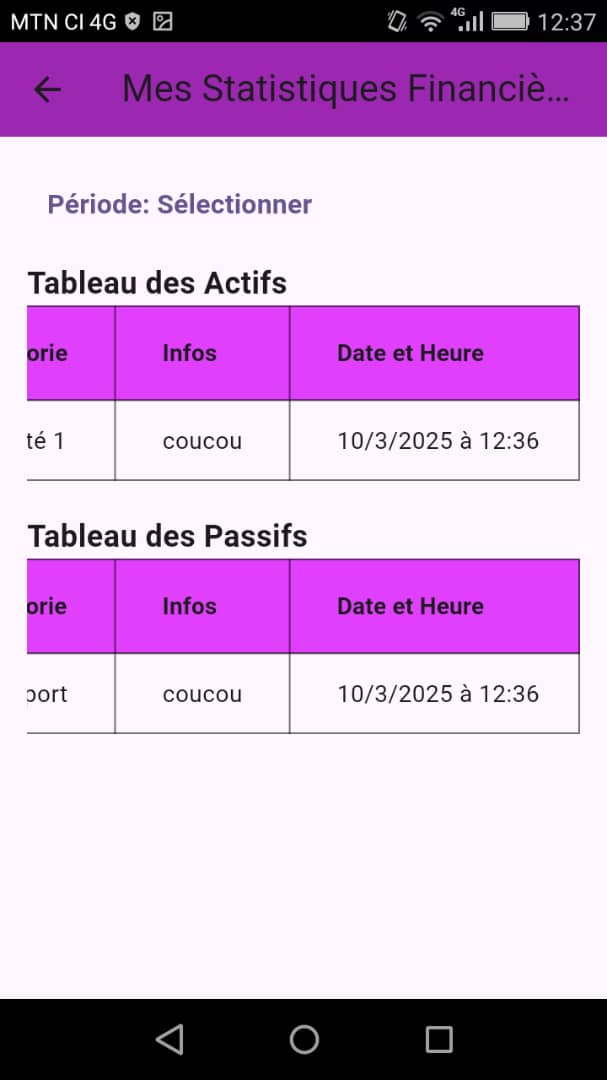 MTN CI 4G 4G 12:37
Mes Statistiques Financiè...
Période: Sélectionner
Tableau des Actifs
orie Infos Date et Heure
té 1 coucou 10/3/2025 à 12:36
Tableau des Passifs
orie Infos Date et Heure
port coucou 10/3/2025 à 12:36